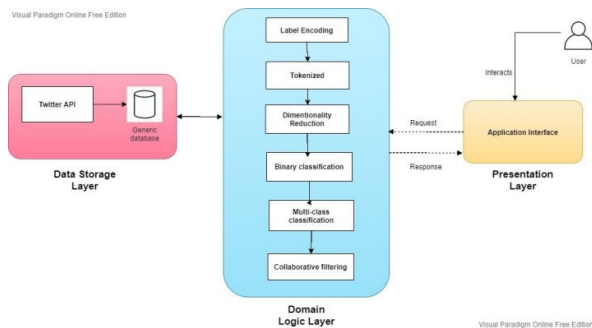 Visual Paradigm Online Free Edition
Label Encoding
Tokenized
Dimentionality
Reduction
Binary classification
Multi-class
classification
Collaborative filtering
Domain
Logic Layer
Twitter API
Generic
database
Data Storage
Layer
User
Interacts
Request
Response
Application Interface
Presentation
Layer
Visual Paradigm Online Free Edition